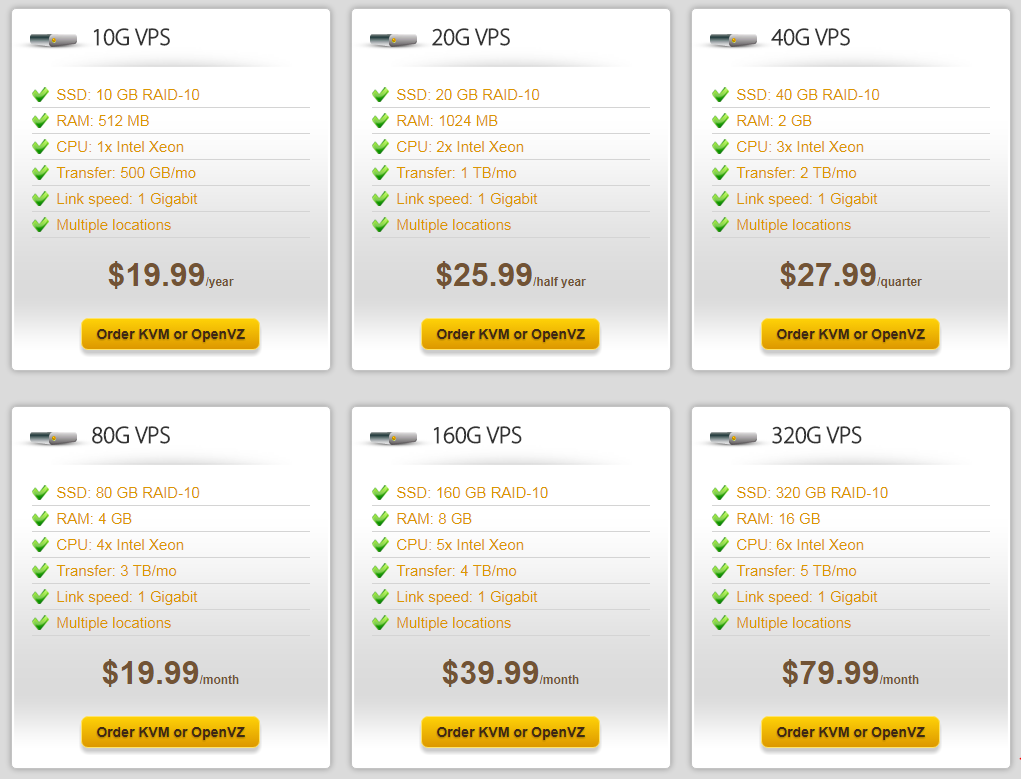 10G VPS
SSD: 10 GB RAID-10
RAM: 512 MB
CPU: 1x Intel Xeon
Transfer: 500 GB/mo
Link speed: 1 Gigabit
Multiple locations
$19.99/year
Order KVM or OpenVZ
20G VPS
SSD: 20 GB RAID-10
RAM: 1024 MB
CPU: 2x Intel Xeon
Transfer: 1 TB/mo
Link speed: 1 Gigabit
Multiple locations
$25.99/half year
Order KVM or OpenVZ
40G VPS
SSD: 40 GB RAID-10
RAM: 2 GB
CPU: 3x Intel Xeon
Transfer: 2 TB/mo
Link speed: 1 Gigabit
Multiple locations
$27.99/quarter
Order KVM or OpenVZ
80G VPS
SSD: 80 GB RAID-10
RAM: 4 GB
CPU: 4x Intel Xeon
Transfer: 3 TB/mo
Link speed: 1 Gigabit
Multiple locations
$19.99/month
Order KVM or OpenVZ
160G VPS
SSD: 160 GB RAID-10
RAM: 8 GB
CPU: 5x Intel Xeon
Transfer: 4 TB/mo
Link speed: 1 Gigabit
Multiple locations
$39.99/month
Order KVM or OpenVZ
320G VPS
SSD: 320 GB RAID-10
RAM: 16 GB
CPU: 6x Intel Xeon
Transfer: 5 TB/mo
Link speed: 1 Gigabit
Multiple locations
$79.99/month
Order KVM or OpenVZ